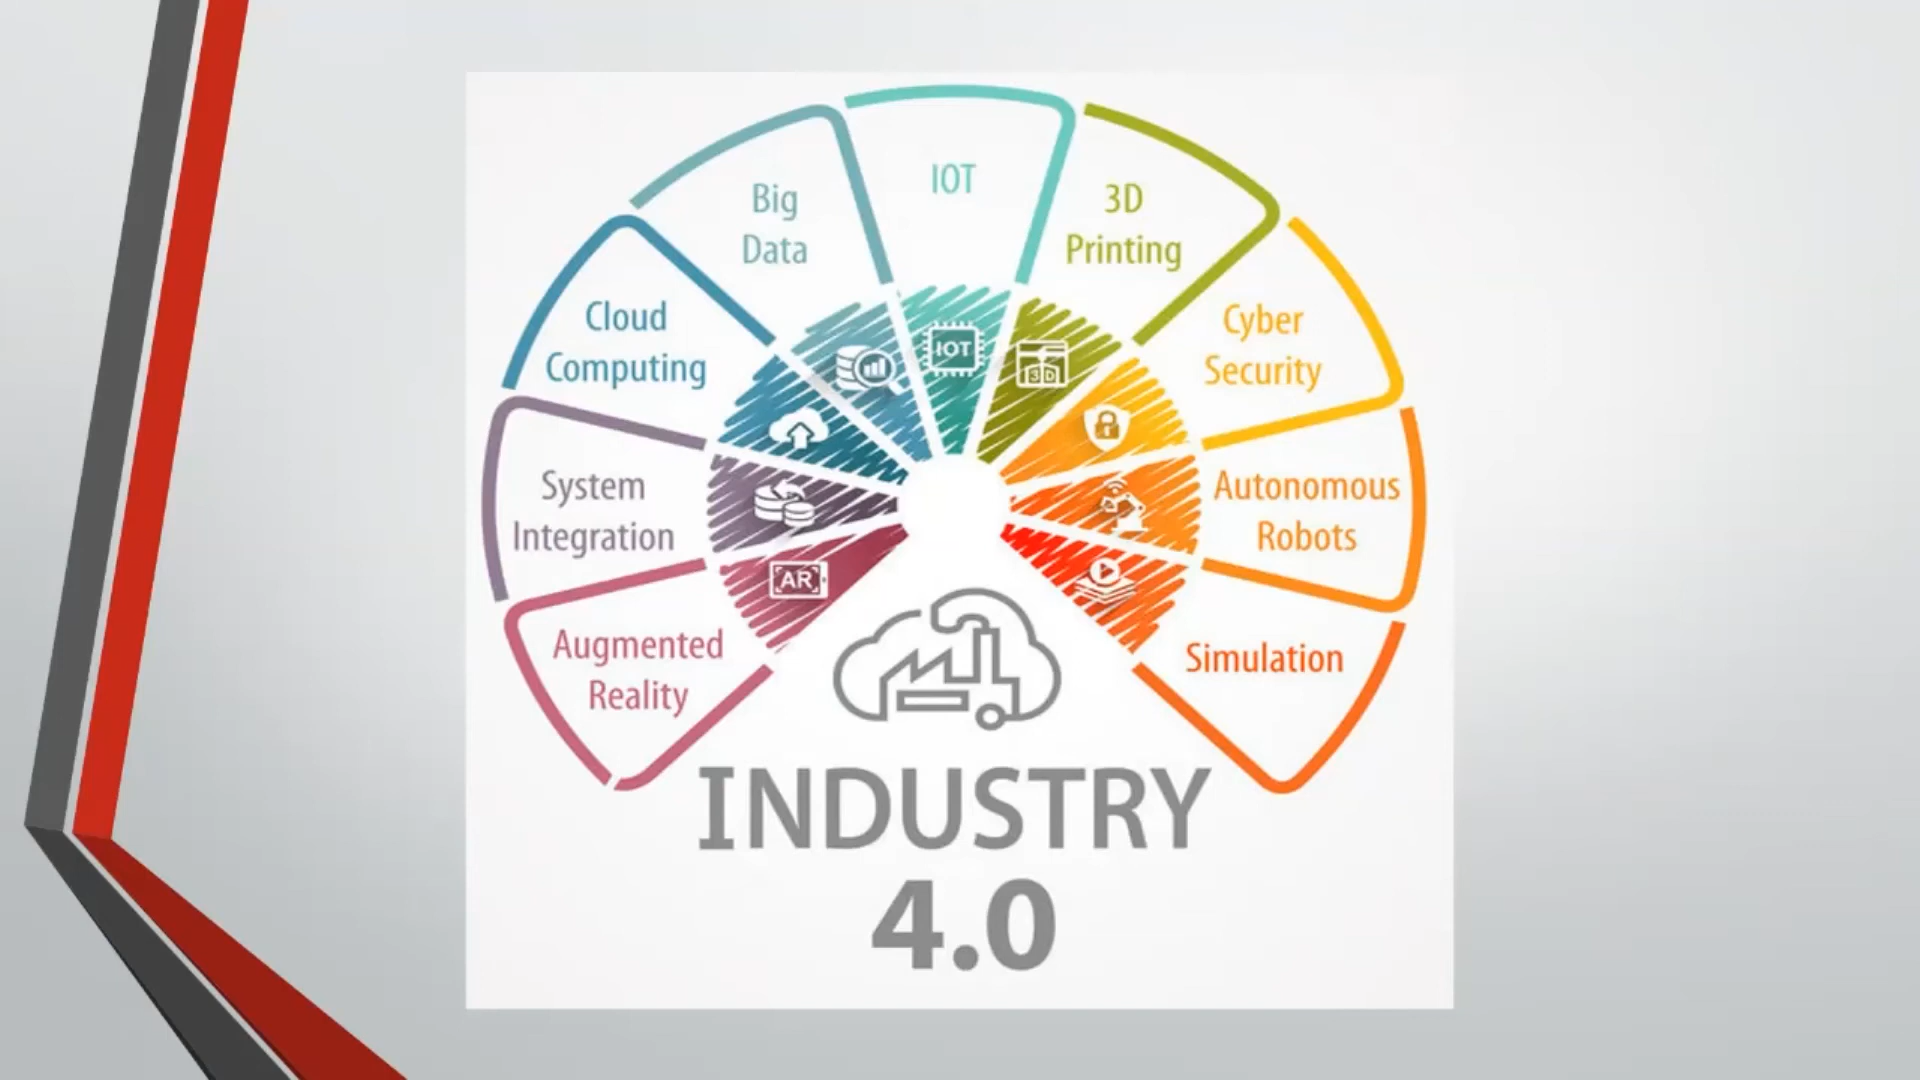 IOT
Big
Data
3D
Printing
Cloud
Computing
Cyber
Security
IOT
3D
System
Integration
Autonomous
Robots
AR
Augmented
Reality
Simulation
INDUSTRY
4.0